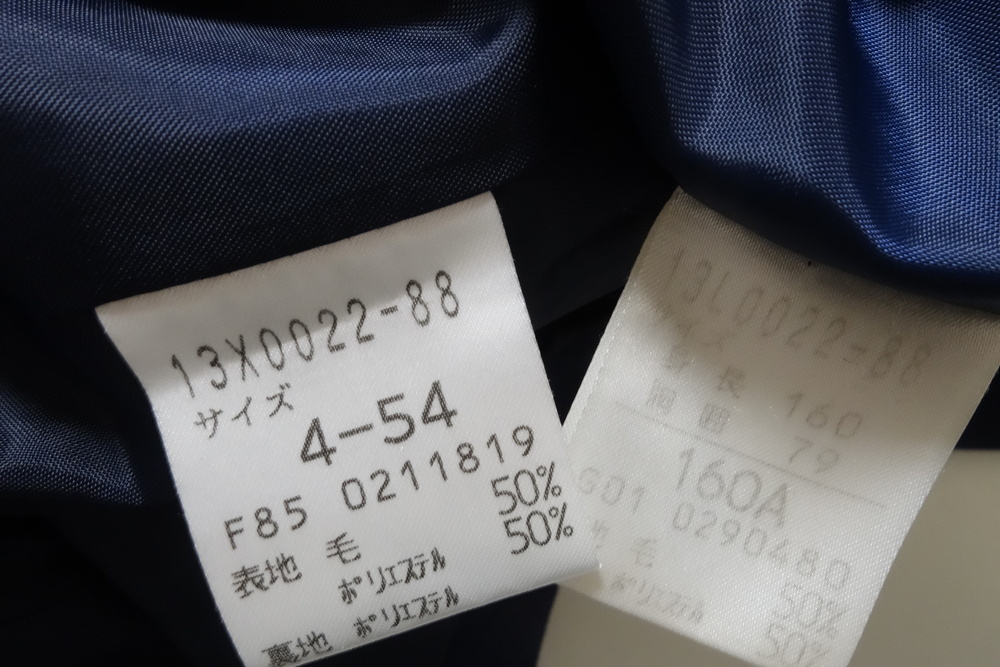 13X0022-88
サイズ
4-54
F85 0211819
表地 毛 50%
ポリエステル 50%
裏地 ポリエステル
13L0022-88
サイズ
身長 160
胸囲 79
160A
G01 0290480
毛 50%
ポリエステル 50%